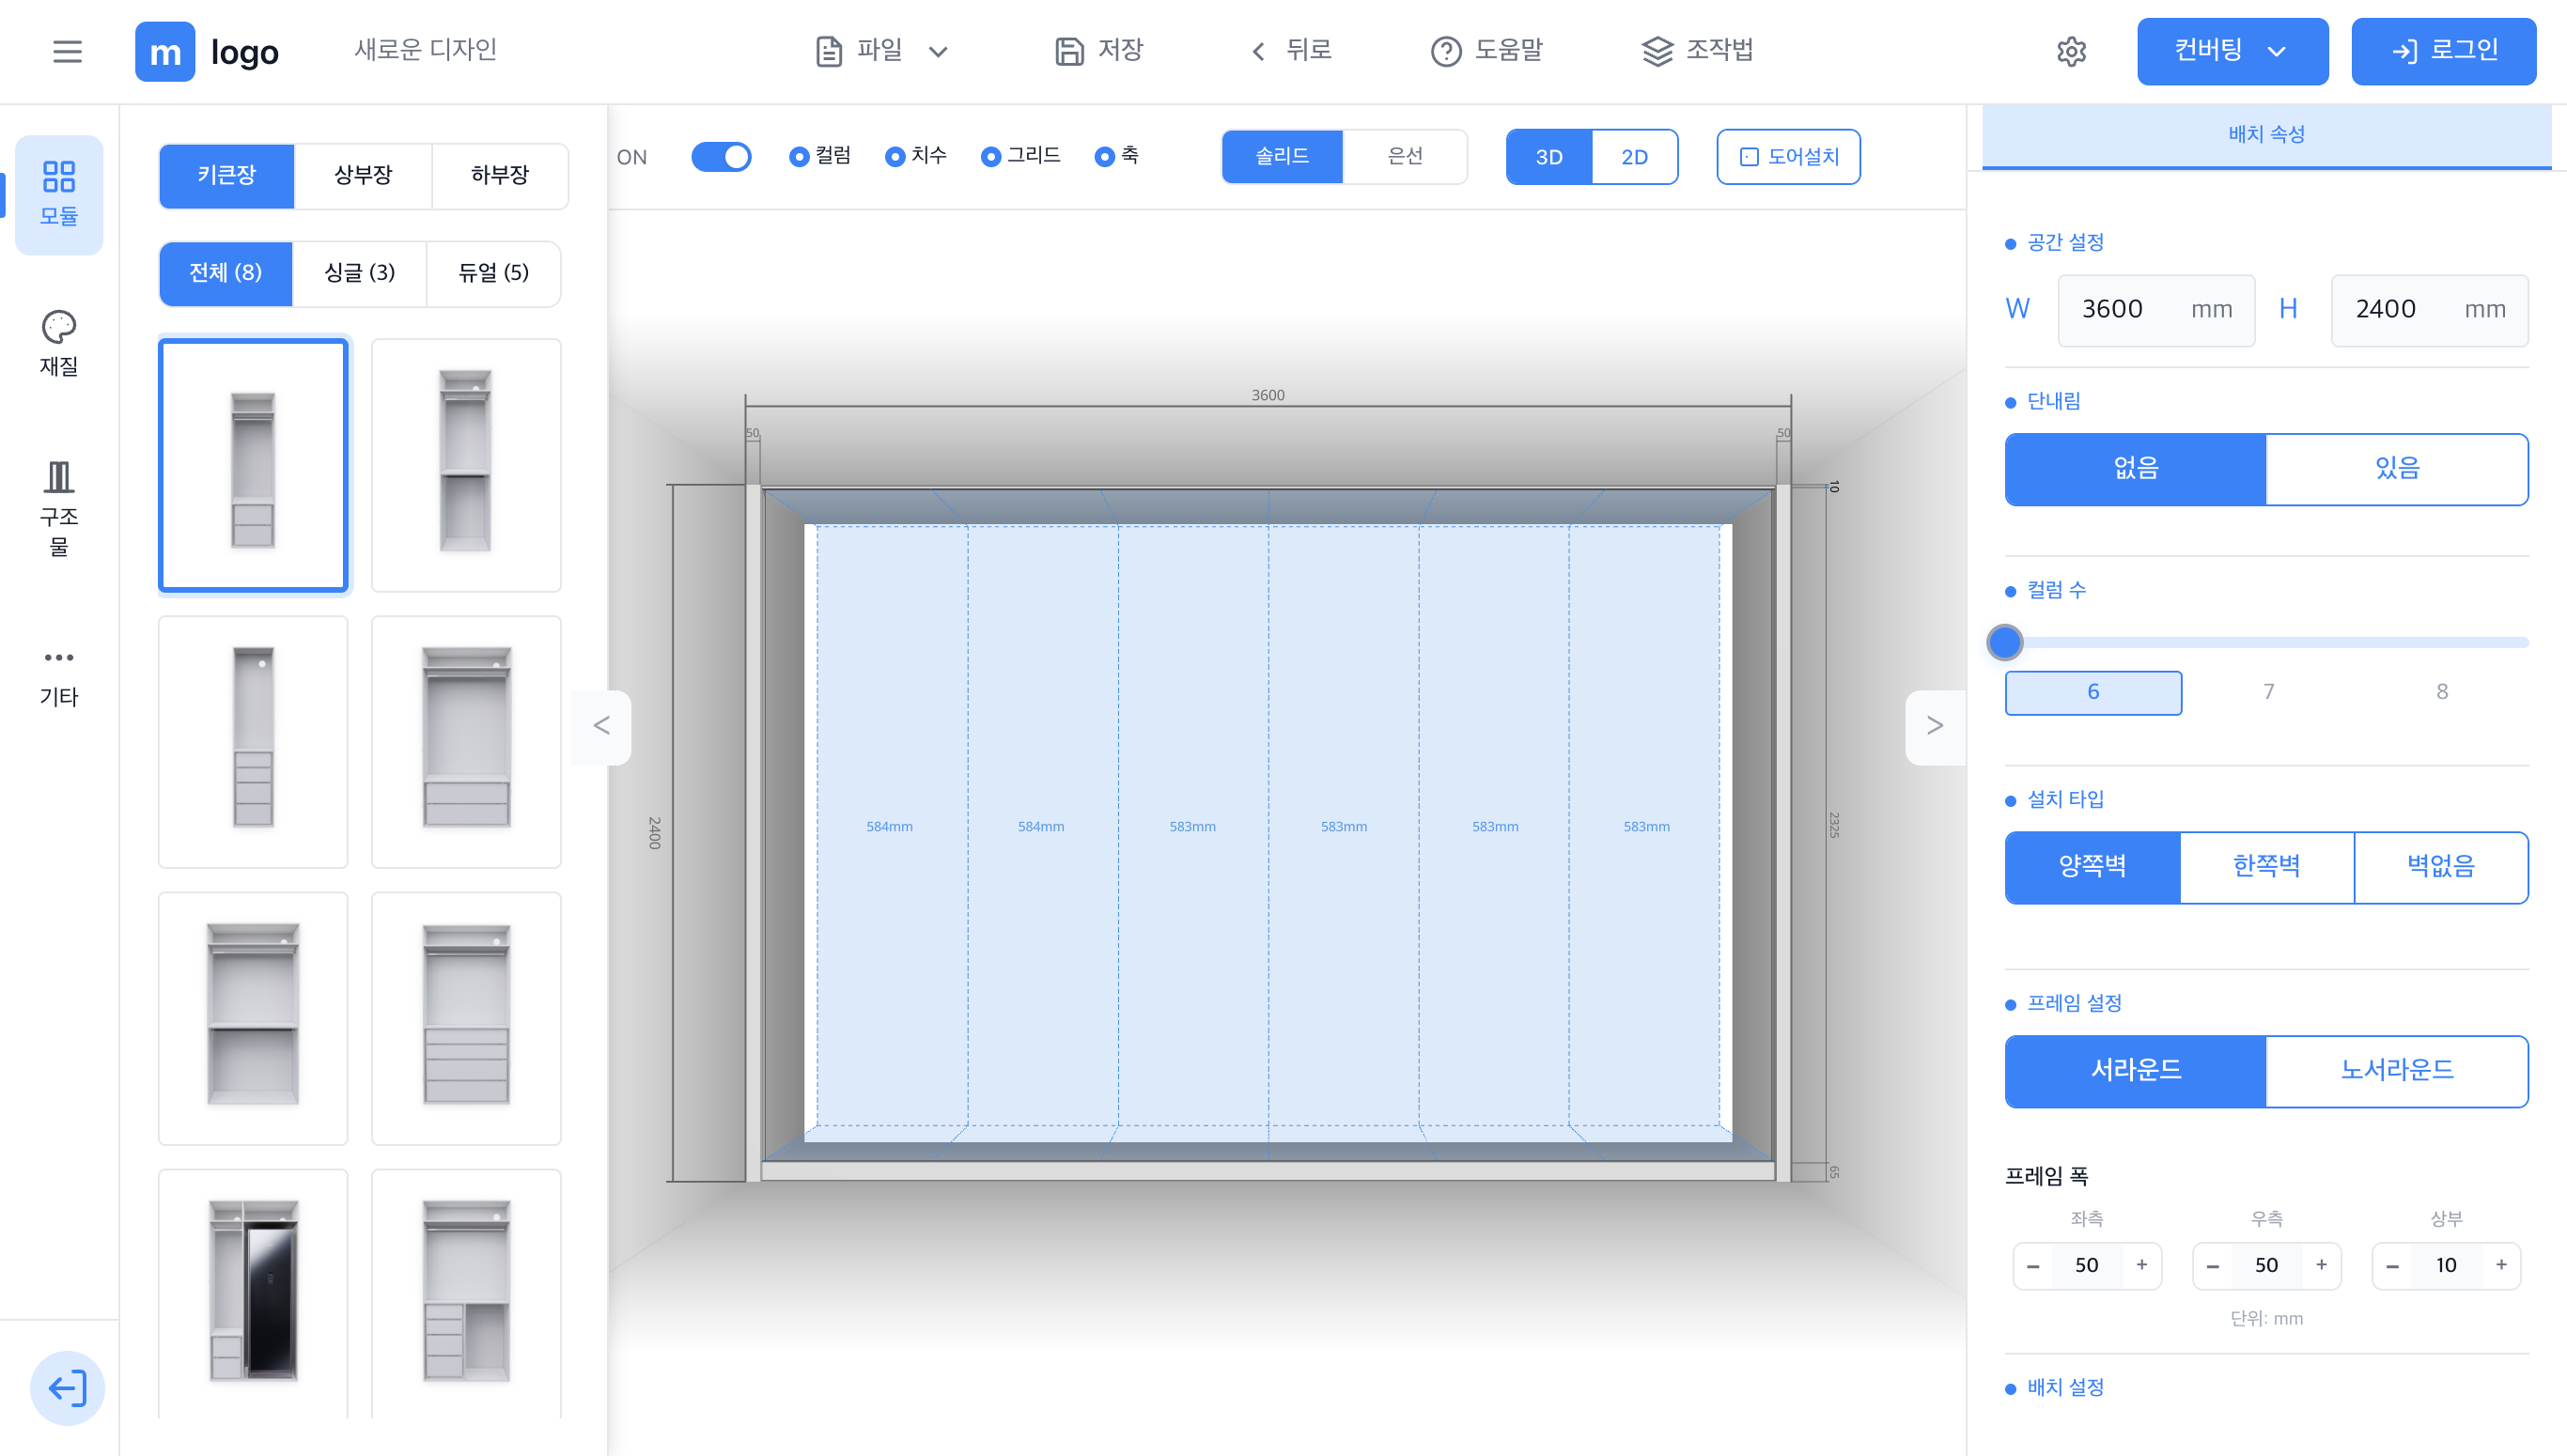 m logo
새로운 디자인
파일
저장
뒤로
도움말
조작법
컨버팅
로그인
모듈
재질
구조
물
기타
키큰장
상부장
하부장
전체 (8)
싱글 (3)
듀얼 (5)
<
ON
컬럼
치수
그리드
축
솔리드
은선
3D
2D
도어설치
3600
50
50
10
2400
2325
65
584mm
584mm
583mm
583mm
583mm
583mm
>
배치 속성
공간 설정
W 3600 mm H 2400 mm
단내림
없음
있음
컬럼 수
6
7
8
설치 타입
양쪽벽
한쪽벽
벽없음
프레임 설정
서라운드
노서라운드
프레임 폭
좌측
우측
상부
− 50 +
− 50 +
− 10 +
단위: mm
배치 설정